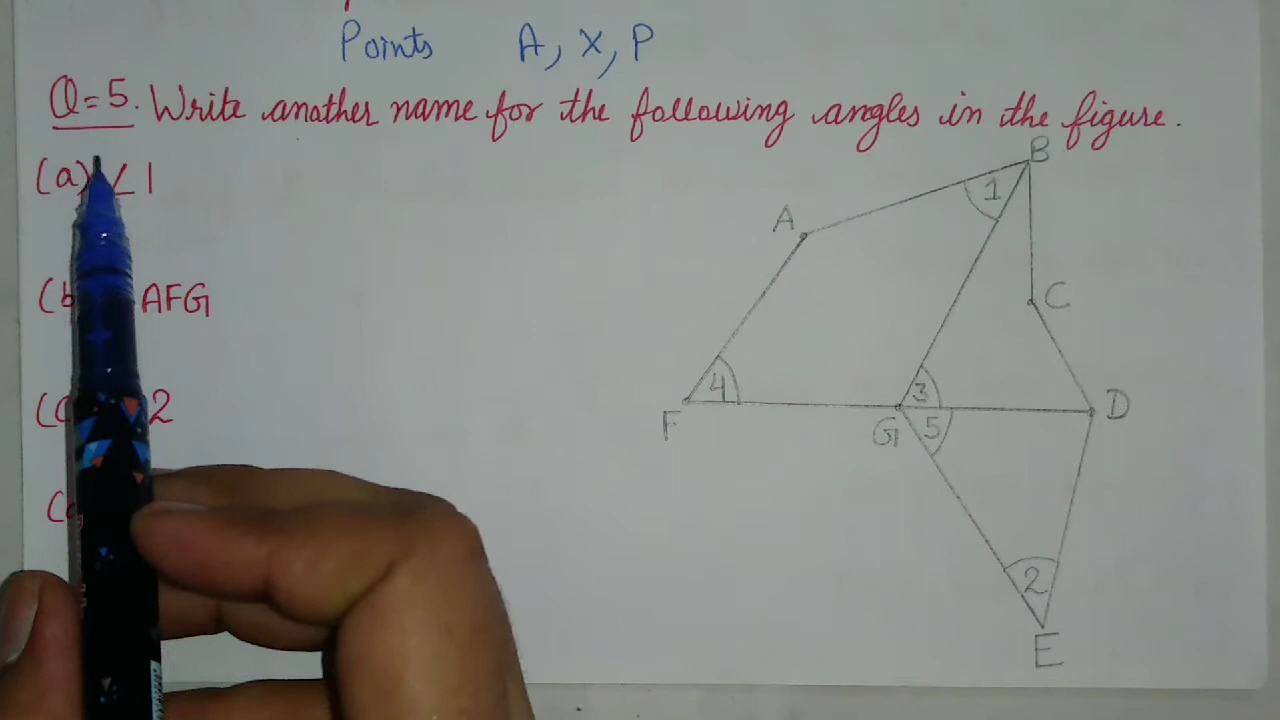 Points A, X, P
Q=5. Write another name for the following angles in the figure.
(a) ∠1
(b AFG
(c 2
(d
B
1
A
C
4
3
F
G
5
D
2
E